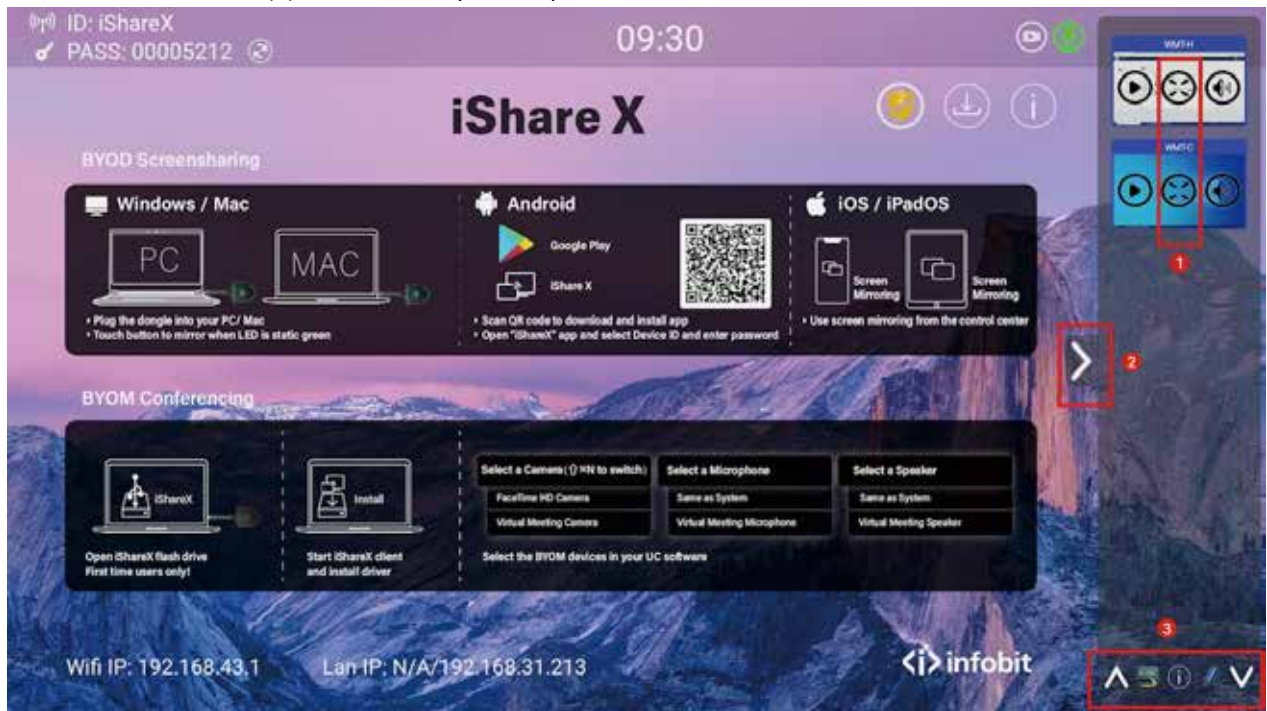 ID: iShareX
PASS: 00005212
09:30
iShare X
BYOD Screensharing
Windows / Mac
PC
MAC
• Plug the dongle into your PC/ Mac
• Touch button to mirror when LED is static green
Android
Google Play
iShare X
• Scan QR code to download and install app
• Open "iShareX" app and select Device ID and enter password
iOS / iPadOS
Screen
Mirroring
Screen
Mirroring
• Use screen mirroring from the control center
BYOM Conferencing
iShareX
Open iShareX flash drive
First time users only!
Install
Start iShareX client
and install driver
Select a Camera (⇧⌘N to switch)
FaceTime HD Camera
Virtual Meeting Camera
Select a Microphone
Same as System
Virtual Meeting Microphone
Select a Speaker
Same as System
Virtual Meeting Speaker
Select the BYOM devices in your UC software
Wifi IP: 192.168.43.1
Lan IP: N/A/192.168.31.213
<i> infobit
WMT-H
WMT-C
1
2
3